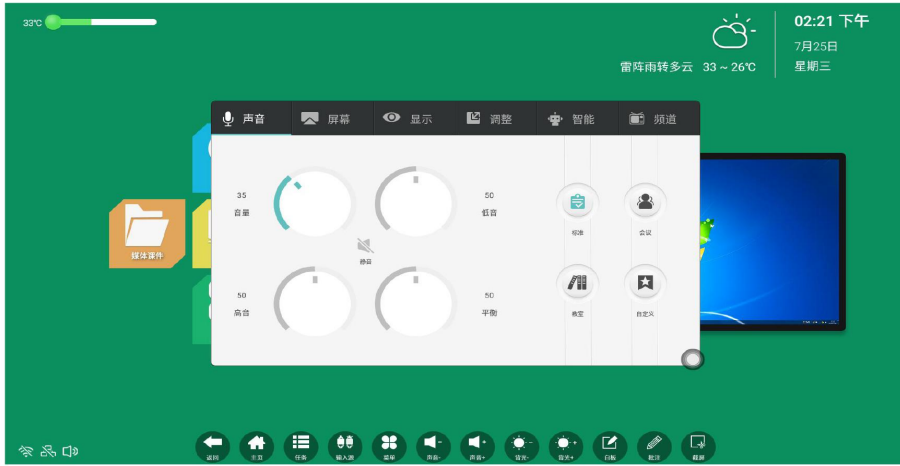 33℃
02:21 下午
7月25日
星期三
雷阵雨转多云 33 ~ 26℃
声音
屏幕
显示
调整
智能
频道
35
音量
50
低音
静音
50
高音
50
平衡
标准
会议
教室
自定义
媒体课件
返回
主页
任务
输入源
菜单
声音-
声音+
背光-
背光+
白板
批注
截屏